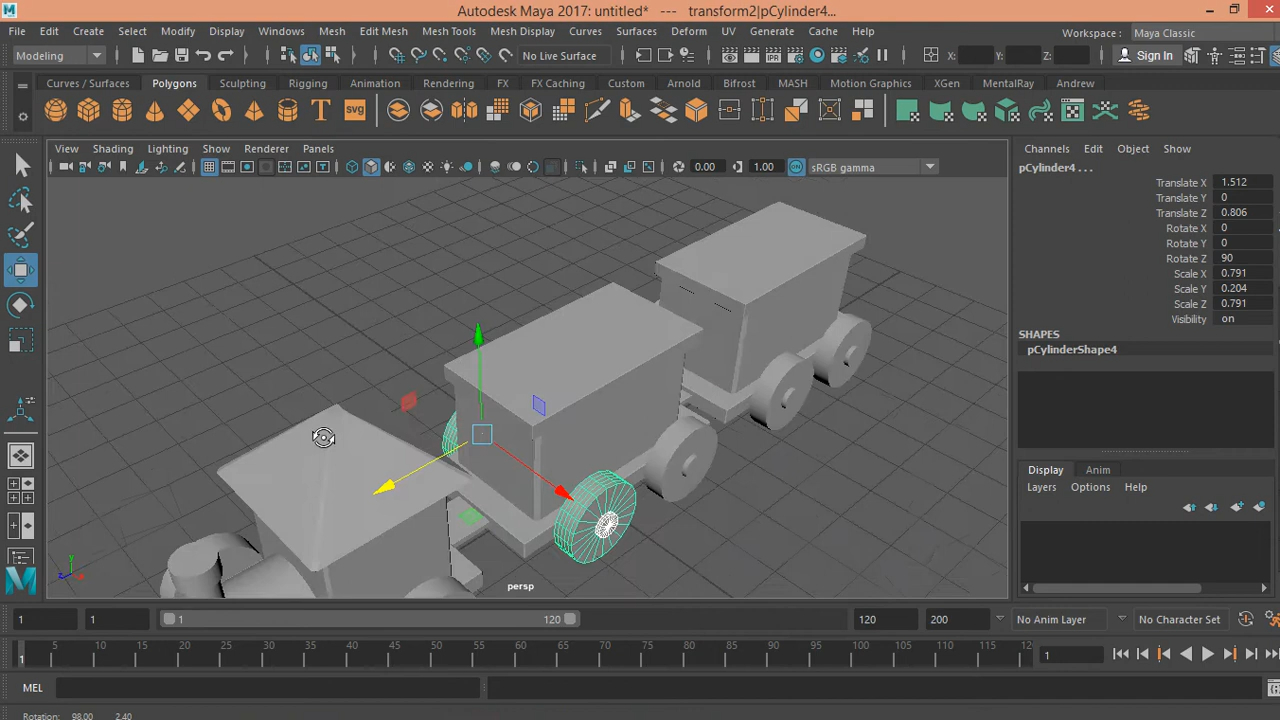 Autodesk Maya 2017: untitled* --- transform2|pCylinder4...
File Edit Create Select Modify Display Windows Mesh Edit Mesh Mesh Tools Mesh Display Curves Surfaces Deform UV Generate Cache Help Workspace : Maya Classic
Modeling No Live Surface X: Y: Z: Sign In
Curves / Surfaces Polygons Sculpting Rigging Animation Rendering FX FX Caching Custom Arnold Bifrost MASH Motion Graphics XGen MentalRay Andrew
T svg
View Shading Lighting Show Renderer Panels
0.00 1.00 ON sRGB gamma
Channels Edit Object Show
pCylinder4 . . .
Translate X 1.512
Translate Y 0
Translate Z 0.806
Rotate X 0
Rotate Y 0
Rotate Z 90
Scale X 0.791
Scale Y 0.204
Scale Z 0.791
Visibility on
SHAPES
pCylinderShape4
Display Anim
Layers Options Help
y
z x
persp
1 1 1 120 120 200 No Anim Layer No Character Set
1 5 10 15 20 25 30 35 40 45 50 55 60 65 70 75 80 85 90 95 100 105 110 115 12 1
MEL
Rotation: 98.00 2.40